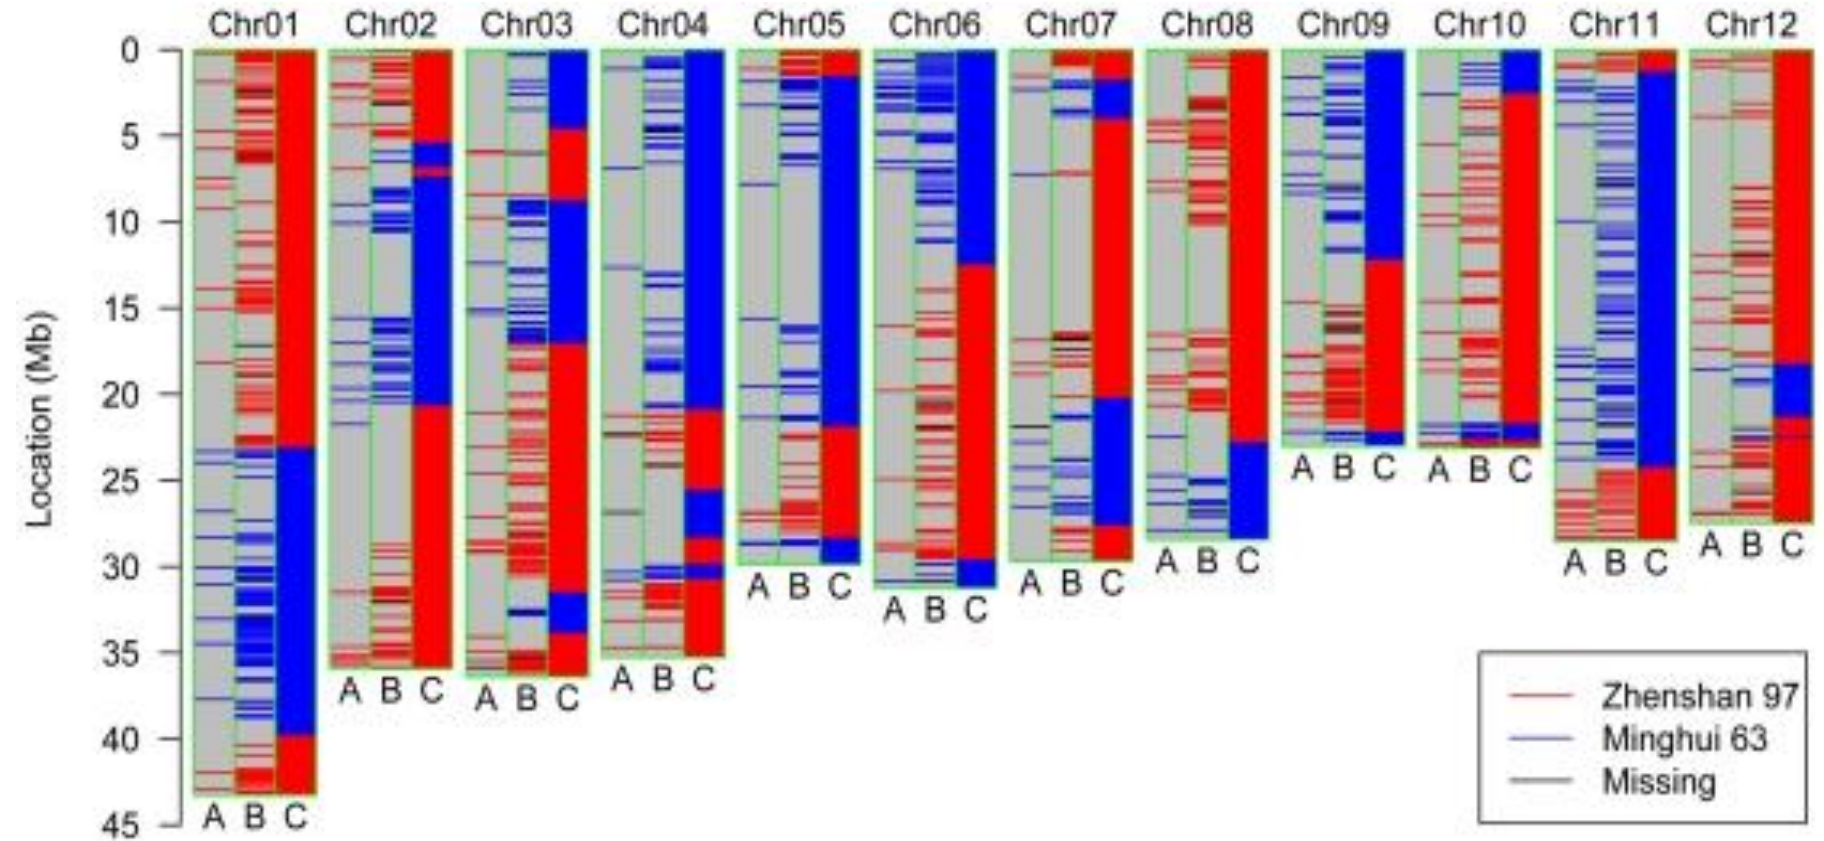 Chr01 Chr02 Chr03 Chr04 Chr05 Chr06 Chr07 Chr08 Chr09 Chr10 Chr11 Chr12
0
5
10
15
20
25
30
35
40
45
Location (Mb)
A B C
A B C
A B C
A B C
A B C
A B C
A B C
A B C
A B C
A B C
A B C
A B C
Zhenshan 97
Minghui 63
Missing